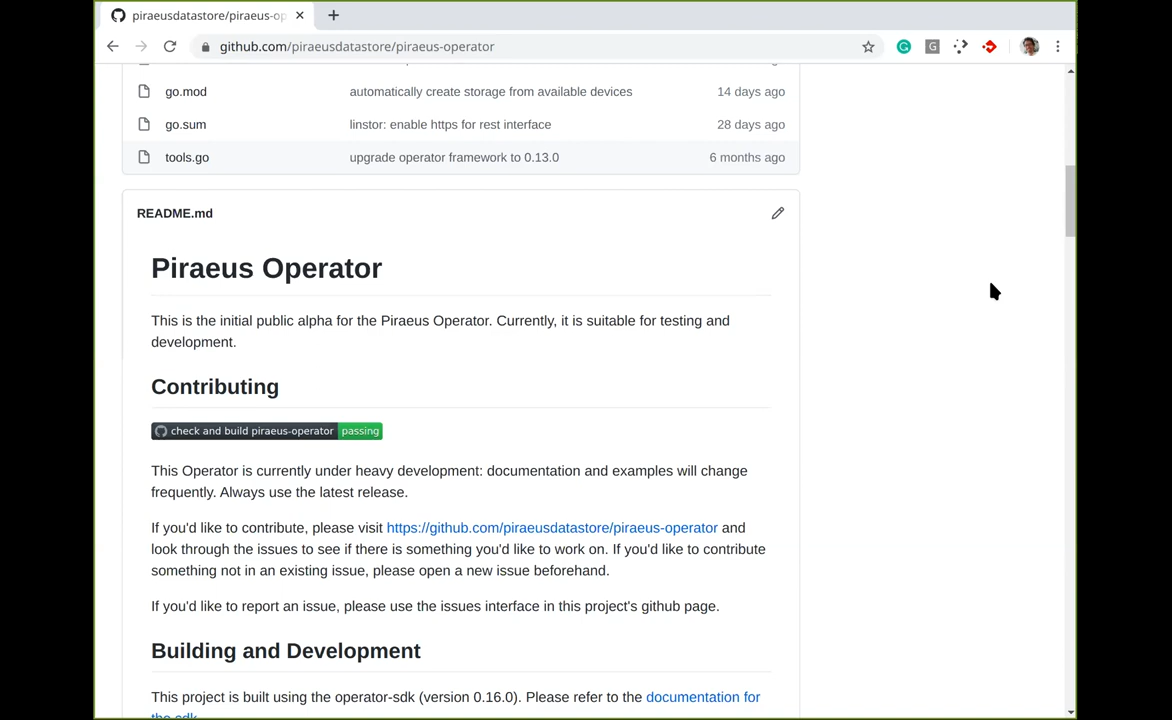 piraeusdatastore/piraeus-op
github.com/piraeusdatastore/piraeus-operator
go.mod automatically create storage from available devices 14 days ago
go.sum linstor: enable https for rest interface 28 days ago
tools.go upgrade operator framework to 0.13.0 6 months ago
README.md
Piraeus Operator
This is the initial public alpha for the Piraeus Operator. Currently, it is suitable for testing and
development.
Contributing
check and build piraeus-operator passing
This Operator is currently under heavy development: documentation and examples will change
frequently. Always use the latest release.
If you'd like to contribute, please visit https://github.com/piraeusdatastore/piraeus-operator and
look through the issues to see if there is something you'd like to work on. If you'd like to contribute
something not in an existing issue, please open a new issue beforehand.
If you'd like to report an issue, please use the issues interface in this project's github page.
Building and Development
This project is built using the operator-sdk (version 0.16.0). Please refer to the documentation for
the sdk